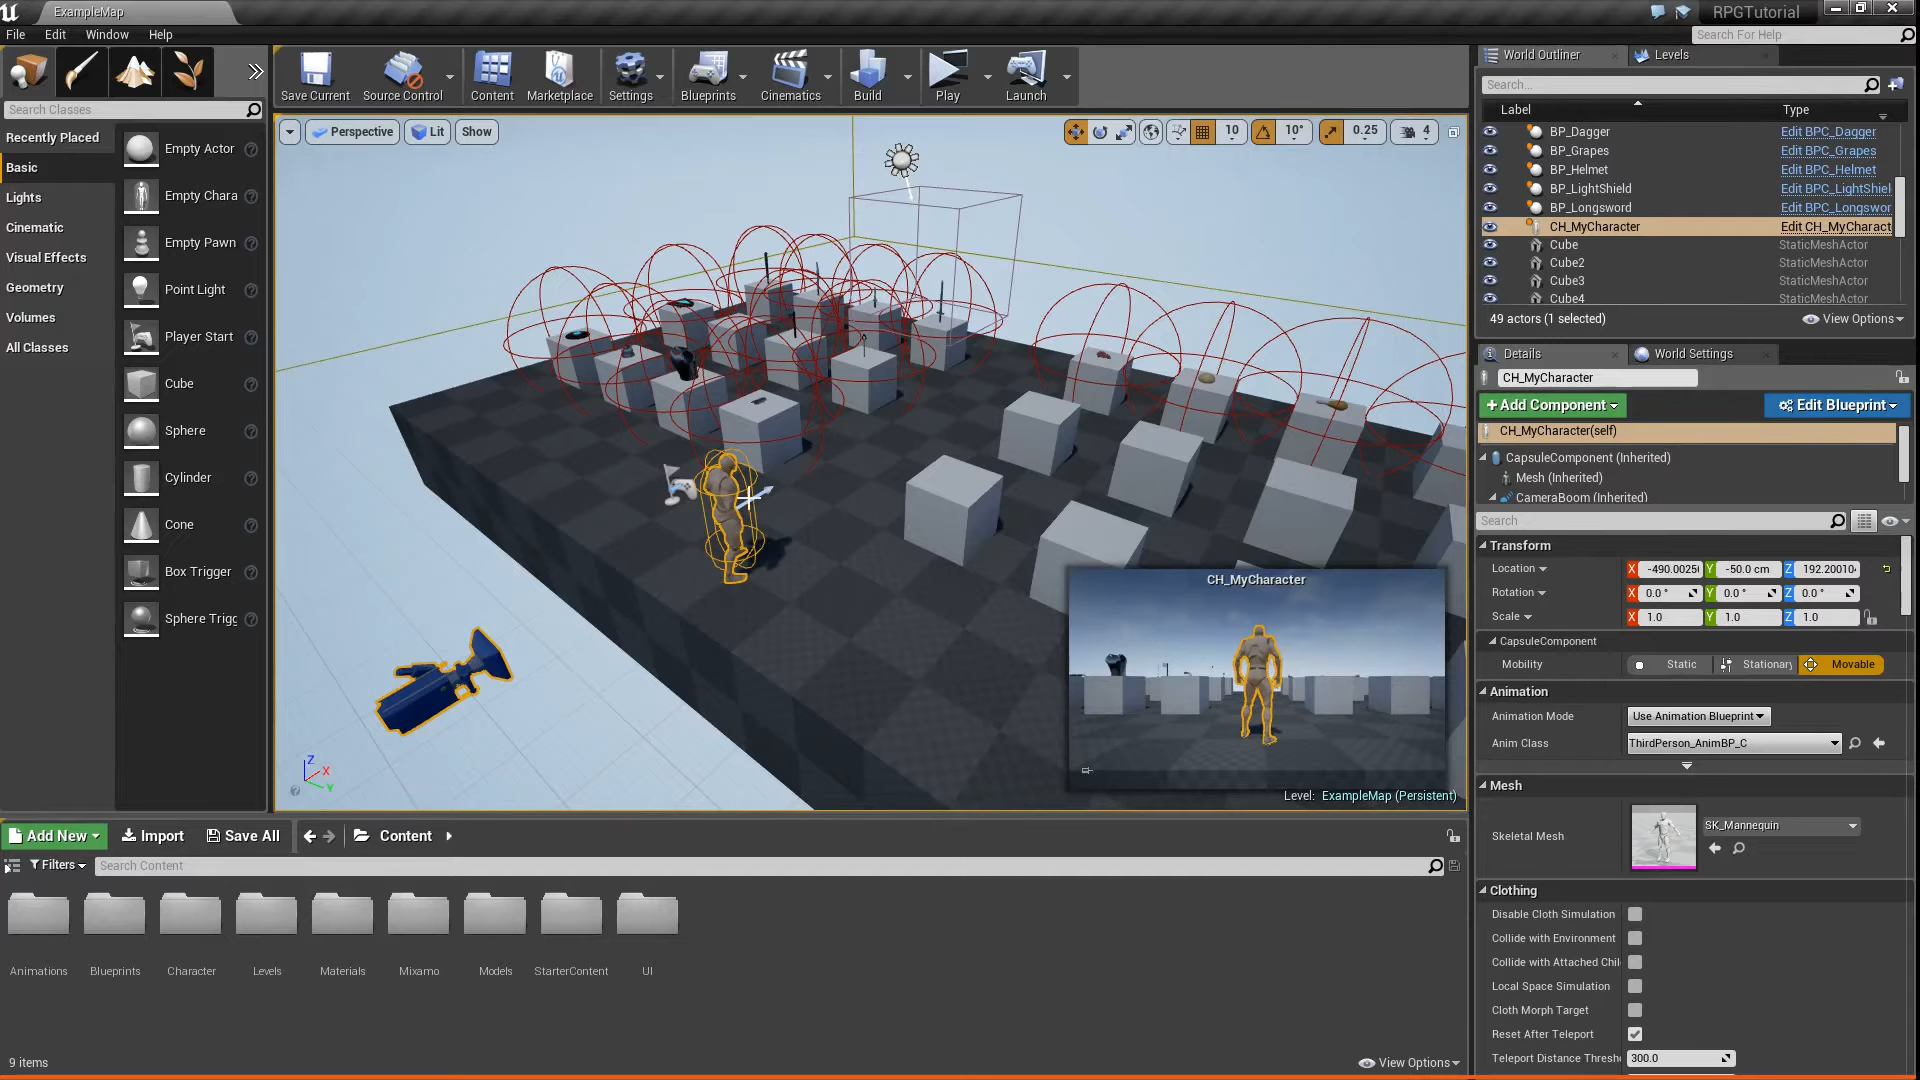 ExampleMap
RPGTutorial
File
Edit
Window
Help
Search For Help
Search Classes
Recently Placed
Basic
Lights
Cinematic
Visual Effects
Geometry
Volumes
All Classes
Empty Actor
Empty Chara
Empty Pawn
Point Light
Player Start
Cube
Sphere
Cylinder
Cone
Box Trigger
Sphere Trigg
Save Current
Source Control
Content
Marketplace
Settings
Blueprints
Cinematics
Build
Play
Launch
Perspective
Lit
Show
10
10°
0.25
4
CH_MyCharacter
Z
X
Y
Level: ExampleMap (Persistent)
World Outliner
Levels
Search...
Label
Type
BP_Dagger
Edit BPC_Dagger
BP_Grapes
Edit BPC_Grapes
BP_Helmet
Edit BPC_Helmet
BP_LightShield
Edit BPC_LightShiel
BP_Longsword
Edit BPC_Longswor
CH_MyCharacter
Edit CH_MyCharact
Cube
StaticMeshActor
Cube2
StaticMeshActor
Cube3
StaticMeshActor
Cube4
StaticMeshActor
49 actors (1 selected)
View Options
Details
World Settings
CH_MyCharacter
+Add Component
Edit Blueprint
CH_MyCharacter(self)
CapsuleComponent (Inherited)
Mesh (Inherited)
CameraBoom (Inherited)
Search
Transform
Location
X -490.0025
Y -50.0 cm
Z 192.20010
Rotation
X 0.0 °
Y 0.0 °
Z 0.0 °
Scale
X 1.0
Y 1.0
Z 1.0
CapsuleComponent
Mobility
Static
Stationary
Movable
Animation
Animation Mode
Use Animation Blueprint
Anim Class
ThirdPerson_AnimBP_C
Mesh
Skeletal Mesh
SK_Mannequin
Clothing
Disable Cloth Simulation
Collide with Environment
Collide with Attached Chil
Local Space Simulation
Cloth Morph Target
Reset After Teleport
Teleport Distance Thresh
300.0
Add New
Import
Save All
Content
Filters
Search Content
Animations
Blueprints
Character
Levels
Materials
Mixamo
Models
StarterContent
UI
9 items
View Options